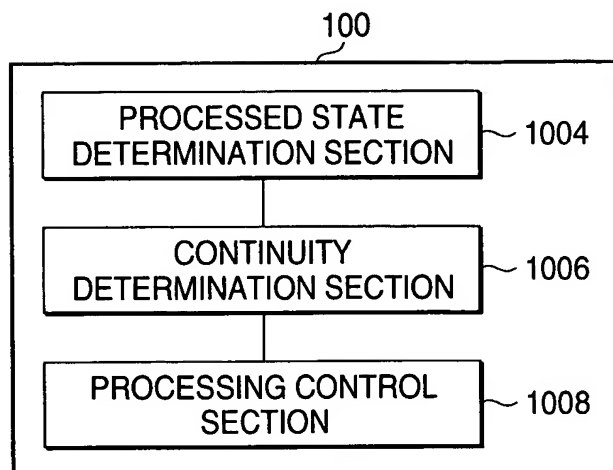 100
PROCESSED STATE
DETERMINATION SECTION
1004
CONTINUITY
DETERMINATION SECTION
1006
PROCESSING CONTROL
SECTION
1008